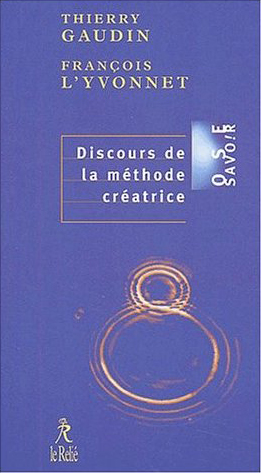 THIERRY
GAUDIN
FRANÇOIS
L'YVONNET
Discours de
la méthode
créatrice
OSE
SAVOIR
le Relié